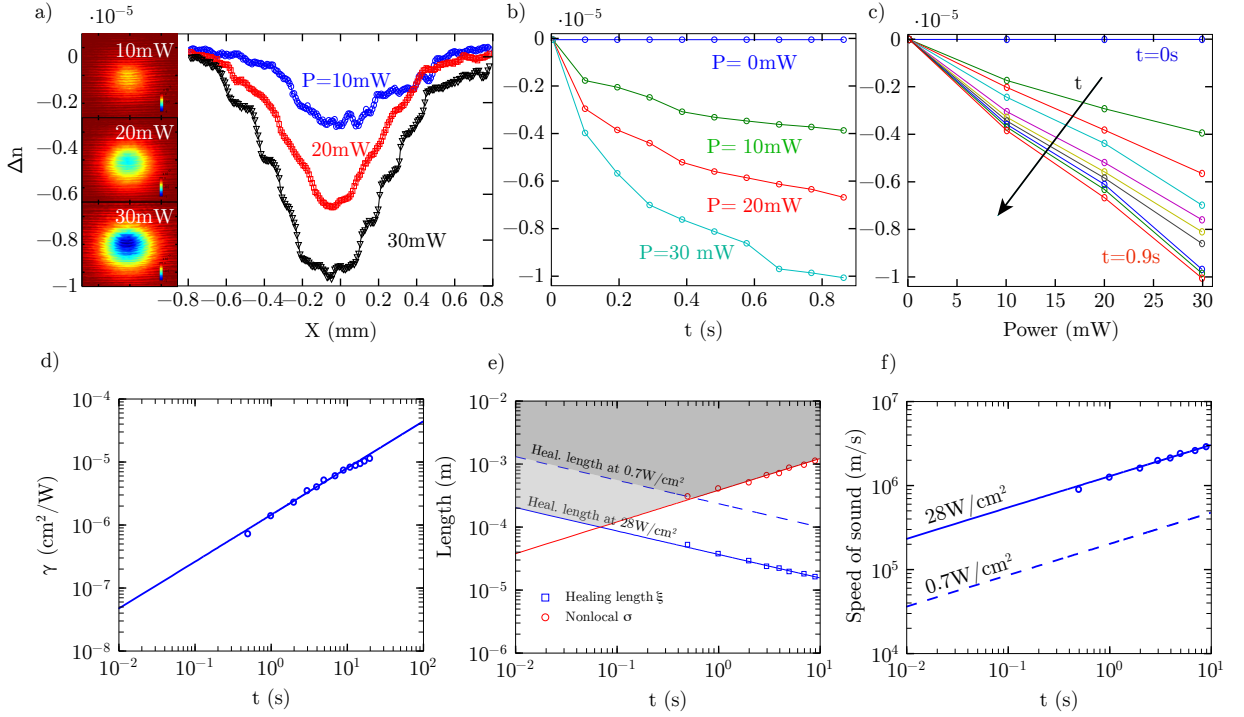 a)
·10⁻⁵
0
−0.2
−0.4
−0.6
−0.8
−1
Δn
10mW
20mW
30mW
P=10mW
20mW
30mW
−0.8
−0.6
−0.4
−0.2
0
0.2
0.4
0.6
0.8
X (mm)
b)
·10⁻⁵
0
−0.2
−0.4
−0.6
−0.8
−1
P= 0mW
P= 10mW
P= 20mW
P=30 mW
0
0.2
0.4
0.6
0.8
t (s)
c)
·10⁻⁵
0
−0.2
−0.4
−0.6
−0.8
−1
t=0s
t
t=0.9s
0
5
10
15
20
25
30
Power (mW)
d)
10⁻⁴
10⁻⁵
10⁻⁶
10⁻⁷
10⁻⁸
γ (cm²/W)
10⁻²
10⁻¹
10⁰
10¹
10²
t (s)
e)
10⁻²
10⁻³
10⁻⁴
10⁻⁵
10⁻⁶
Length (m)
Heal. length at 0.7W/cm²
Heal. length at 28W/cm²
Healing length ξ
Nonlocal σ
10⁻²
10⁻¹
10⁰
10¹
t (s)
f)
10⁷
10⁶
10⁵
10⁴
Speed of sound (m/s)
28W/cm²
0.7W/cm²
10⁻²
10⁻¹
10⁰
10¹
t (s)